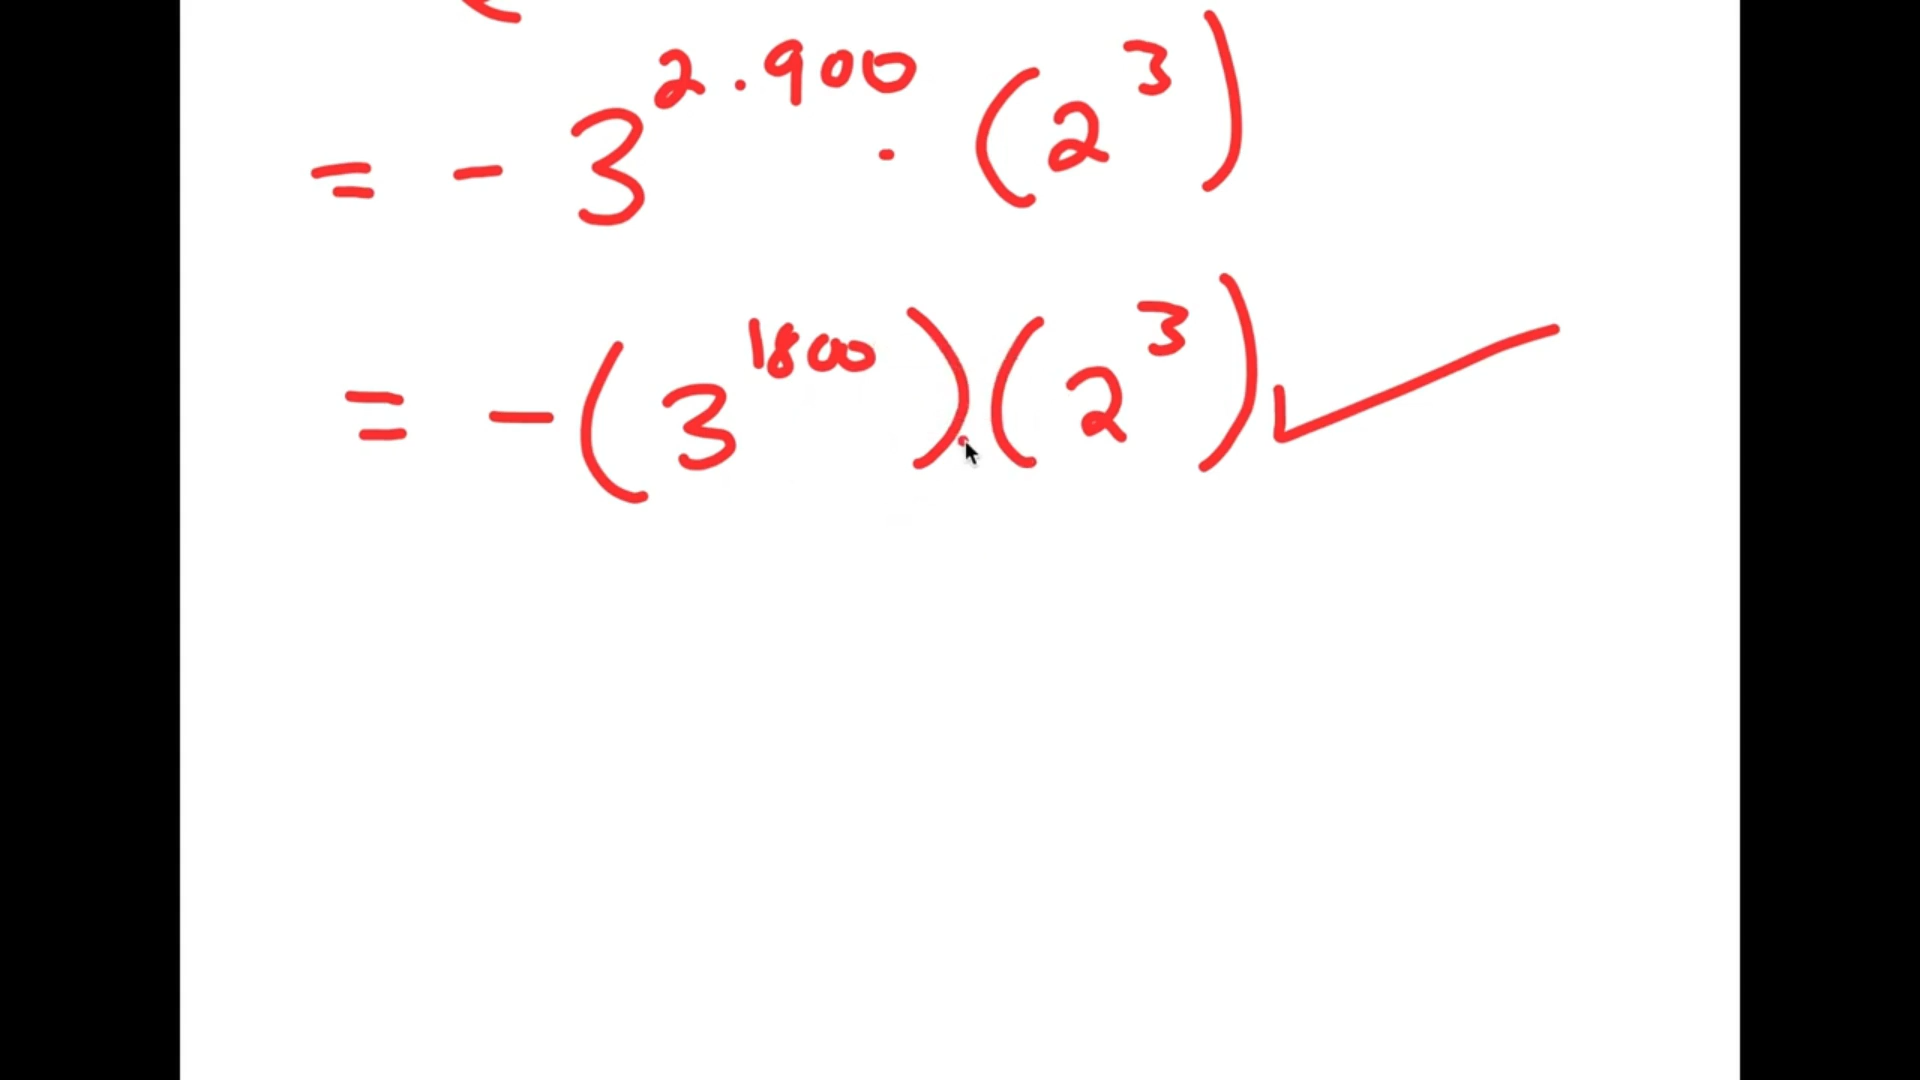 = - 3^{2.900} . (2^3)
= - (3^{1800})(2^3) ✓